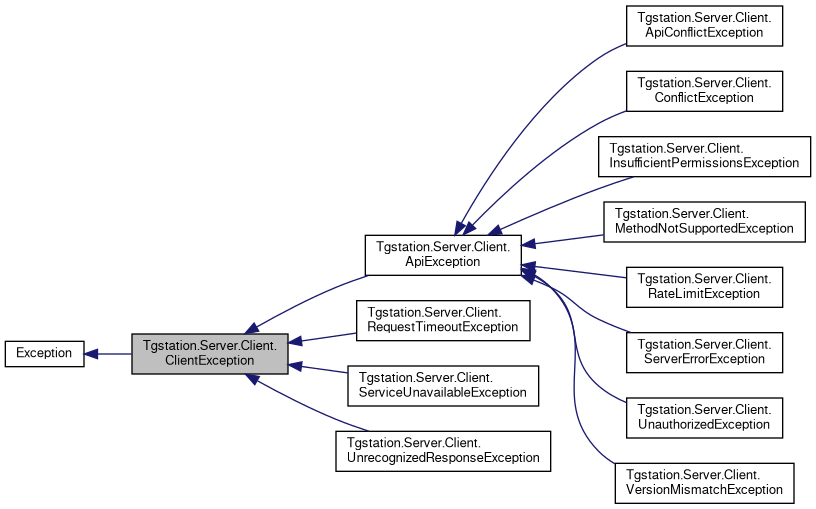 Exception
Tgstation.Server.Client.
ClientException
Tgstation.Server.Client.
ApiException
Tgstation.Server.Client.
RequestTimeoutException
Tgstation.Server.Client.
ServiceUnavailableException
Tgstation.Server.Client.
UnrecognizedResponseException
Tgstation.Server.Client.
ApiConflictException
Tgstation.Server.Client.
ConflictException
Tgstation.Server.Client.
InsufficientPermissionsException
Tgstation.Server.Client.
MethodNotSupportedException
Tgstation.Server.Client.
RateLimitException
Tgstation.Server.Client.
ServerErrorException
Tgstation.Server.Client.
UnauthorizedException
Tgstation.Server.Client.
VersionMismatchException